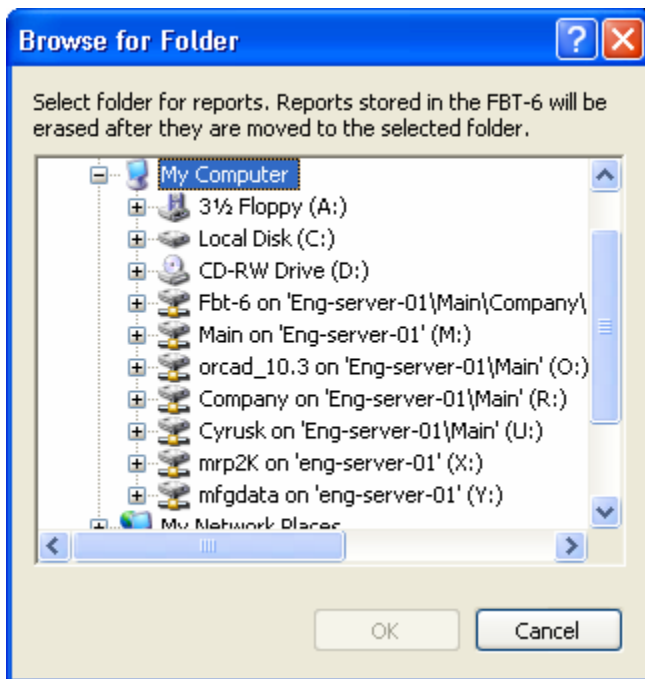 Browse for Folder
Select folder for reports. Reports stored in the FBT-6 will be
erased after they are moved to the selected folder.
My Computer
3½ Floppy (A:)
Local Disk (C:)
CD-RW Drive (D:)
Fbt-6 on 'Eng-server-01\Main\Company\
Main on 'Eng-server-01' (M:)
orcad_10.3 on 'Eng-server-01\Main' (O:)
Company on 'Eng-server-01\Main' (R:)
Cyrusk on 'Eng-server-01\Main' (U:)
mrp2K on 'eng-server-01' (X:)
mfgdata on 'eng-server-01' (Y:)
My Network Places
OK
Cancel